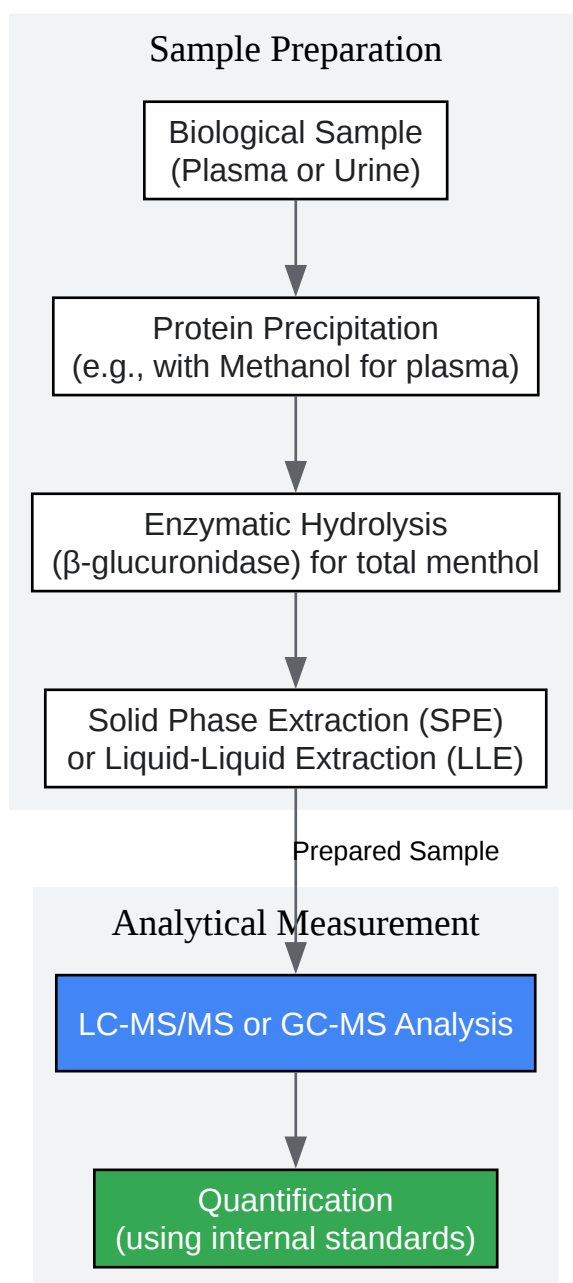 Sample Preparation
Biological Sample
(Plasma or Urine)
Protein Precipitation
(e.g., with Methanol for plasma)
Enzymatic Hydrolysis
(β-glucuronidase) for total menthol
Solid Phase Extraction (SPE)
or Liquid-Liquid Extraction (LLE)
Prepared Sample
Analytical Measurement
LC-MS/MS or GC-MS Analysis
Quantification
(using internal standards)